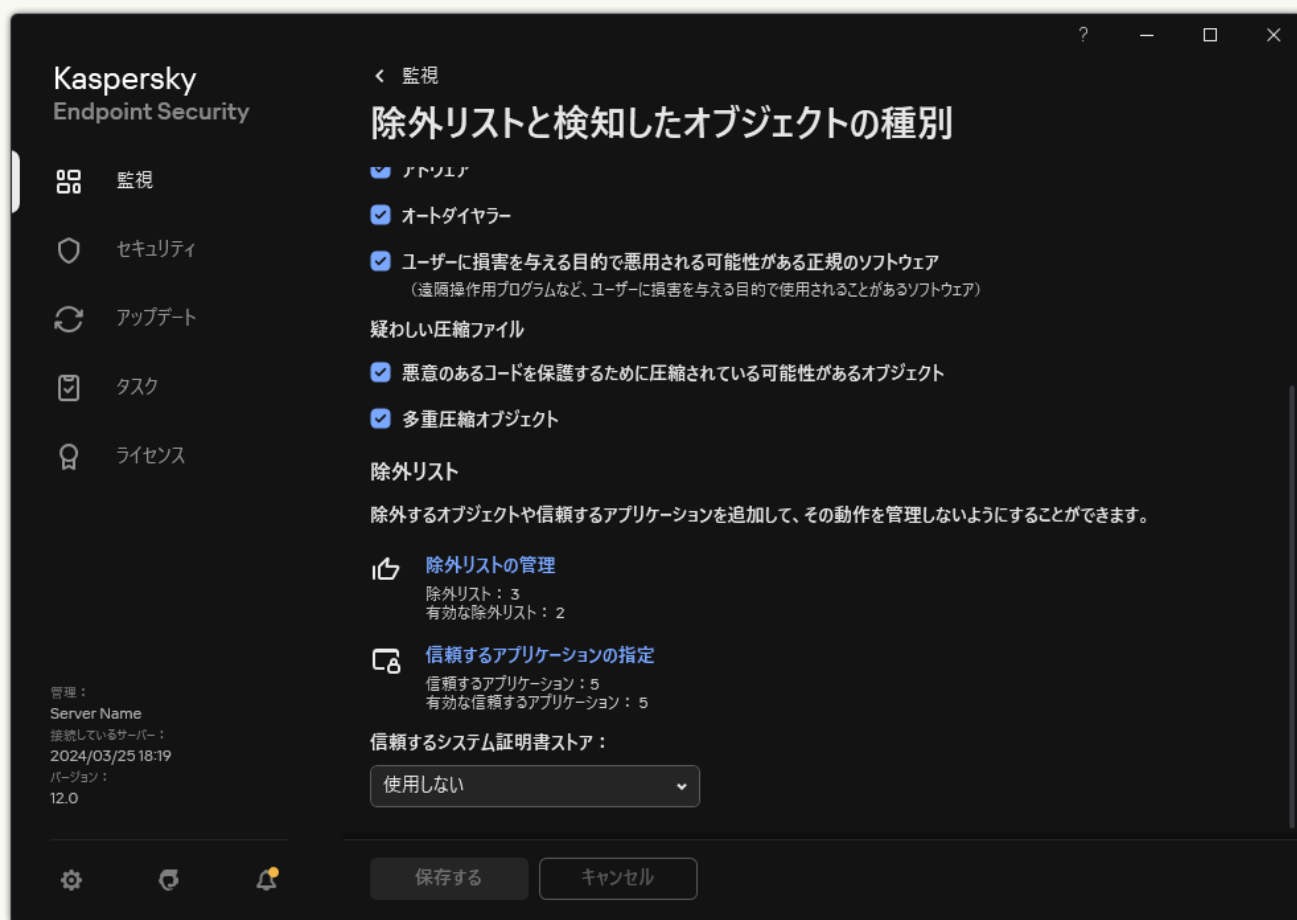 ?
Kaspersky
Endpoint Security
監視
セキュリティ
アップデート
タスク
ライセンス
管理：
Server Name
接続しているサーバー：
2024/03/25 18:19
バージョン：
12.0
監視
除外リストと検知したオブジェクトの種別
アドウェア
オートダイヤラー
ユーザーに損害を与える目的で悪用される可能性がある正規のソフトウェア
（遠隔操作用プログラムなど、ユーザーに損害を与える目的で使用されることがあるソフトウェア）
疑わしい圧縮ファイル
悪意のあるコードを保護するために圧縮されている可能性があるオブジェクト
多重圧縮オブジェクト
除外リスト
除外するオブジェクトや信頼するアプリケーションを追加して、その動作を管理しないようにすることができます。
除外リストの管理
除外リスト： 3
有効な除外リスト： 2
信頼するアプリケーションの指定
信頼するアプリケーション：5
有効な信頼するアプリケーション： 5
信頼するシステム証明書ストア：
使用しない
保存する
キャンセル